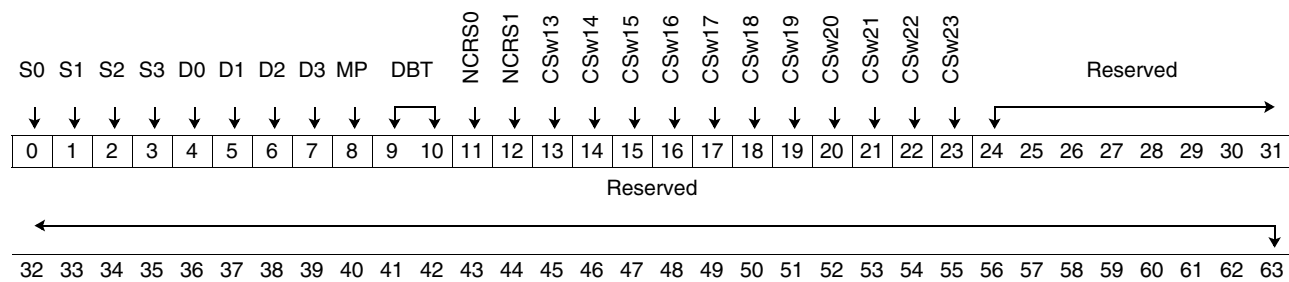 S0 S1 S2 S3 D0 D1 D2 D3 MP DBT NCRS0 NCRS1 CSw13 CSw14 CSw15 CSw16 CSw17 CSw18 CSw19 CSw20 CSw21 CSw22 CSw23 Reserved
0 1 2 3 4 5 6 7 8 9 10 11 12 13 14 15 16 17 18 19 20 21 22 23 24 25 26 27 28 29 30 31
Reserved
32 33 34 35 36 37 38 39 40 41 42 43 44 45 46 47 48 49 50 51 52 53 54 55 56 57 58 59 60 61 62 63